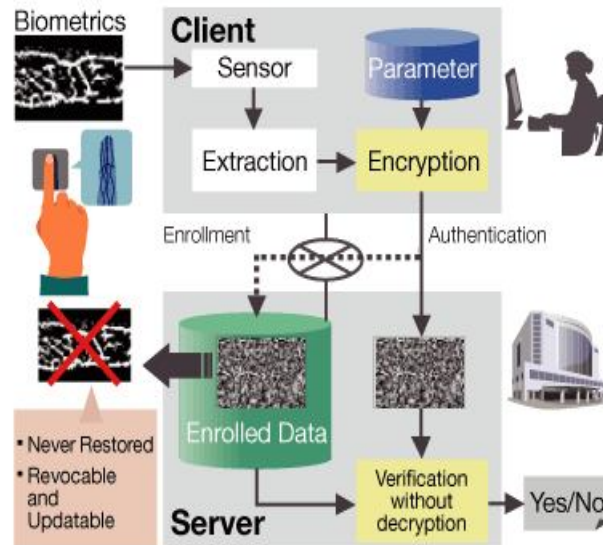 Biometrics
Client
Sensor
Parameter
Extraction
Encryption
Enrollment
Authentication
Enrolled Data
• Never Restored
• Revocable
and
Updatable
Verification
without
decryption
Yes/No
Server